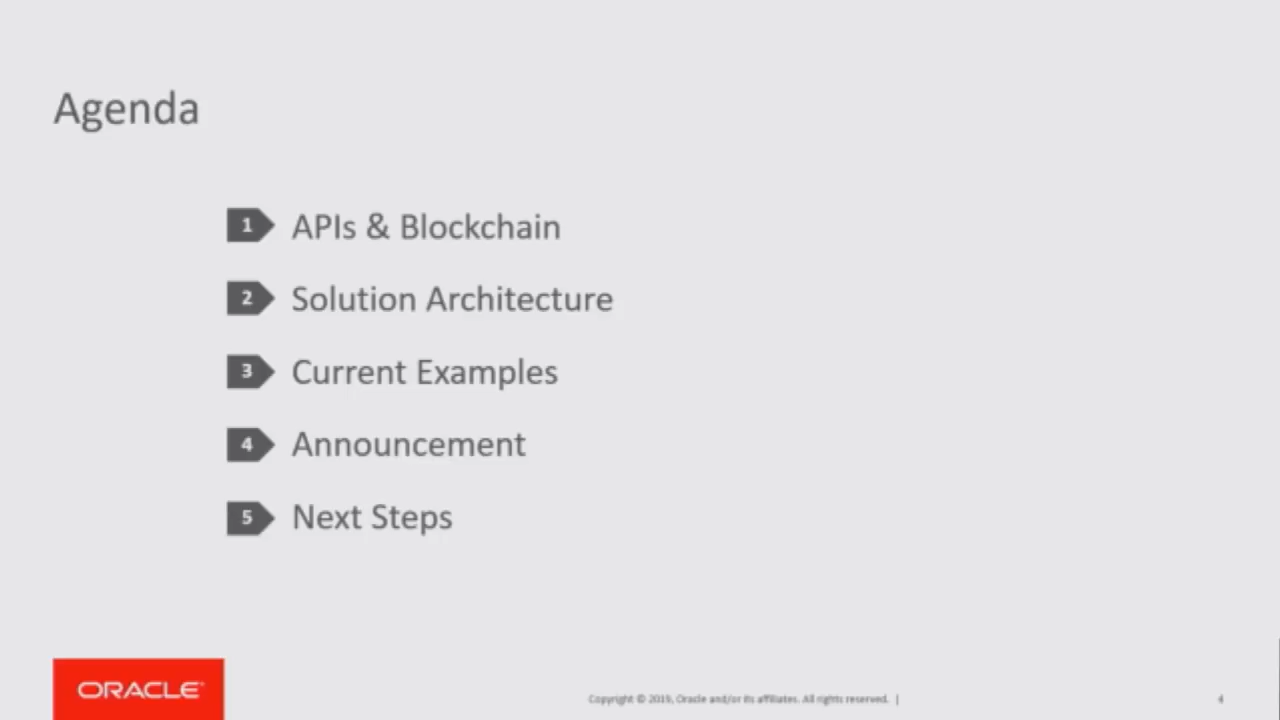 Agenda
1 APIs & Blockchain
2 Solution Architecture
3 Current Examples
4 Announcement
5 Next Steps
ORACLE®
Copyright © 2019, Oracle and/or its affiliates. All rights reserved. |
4